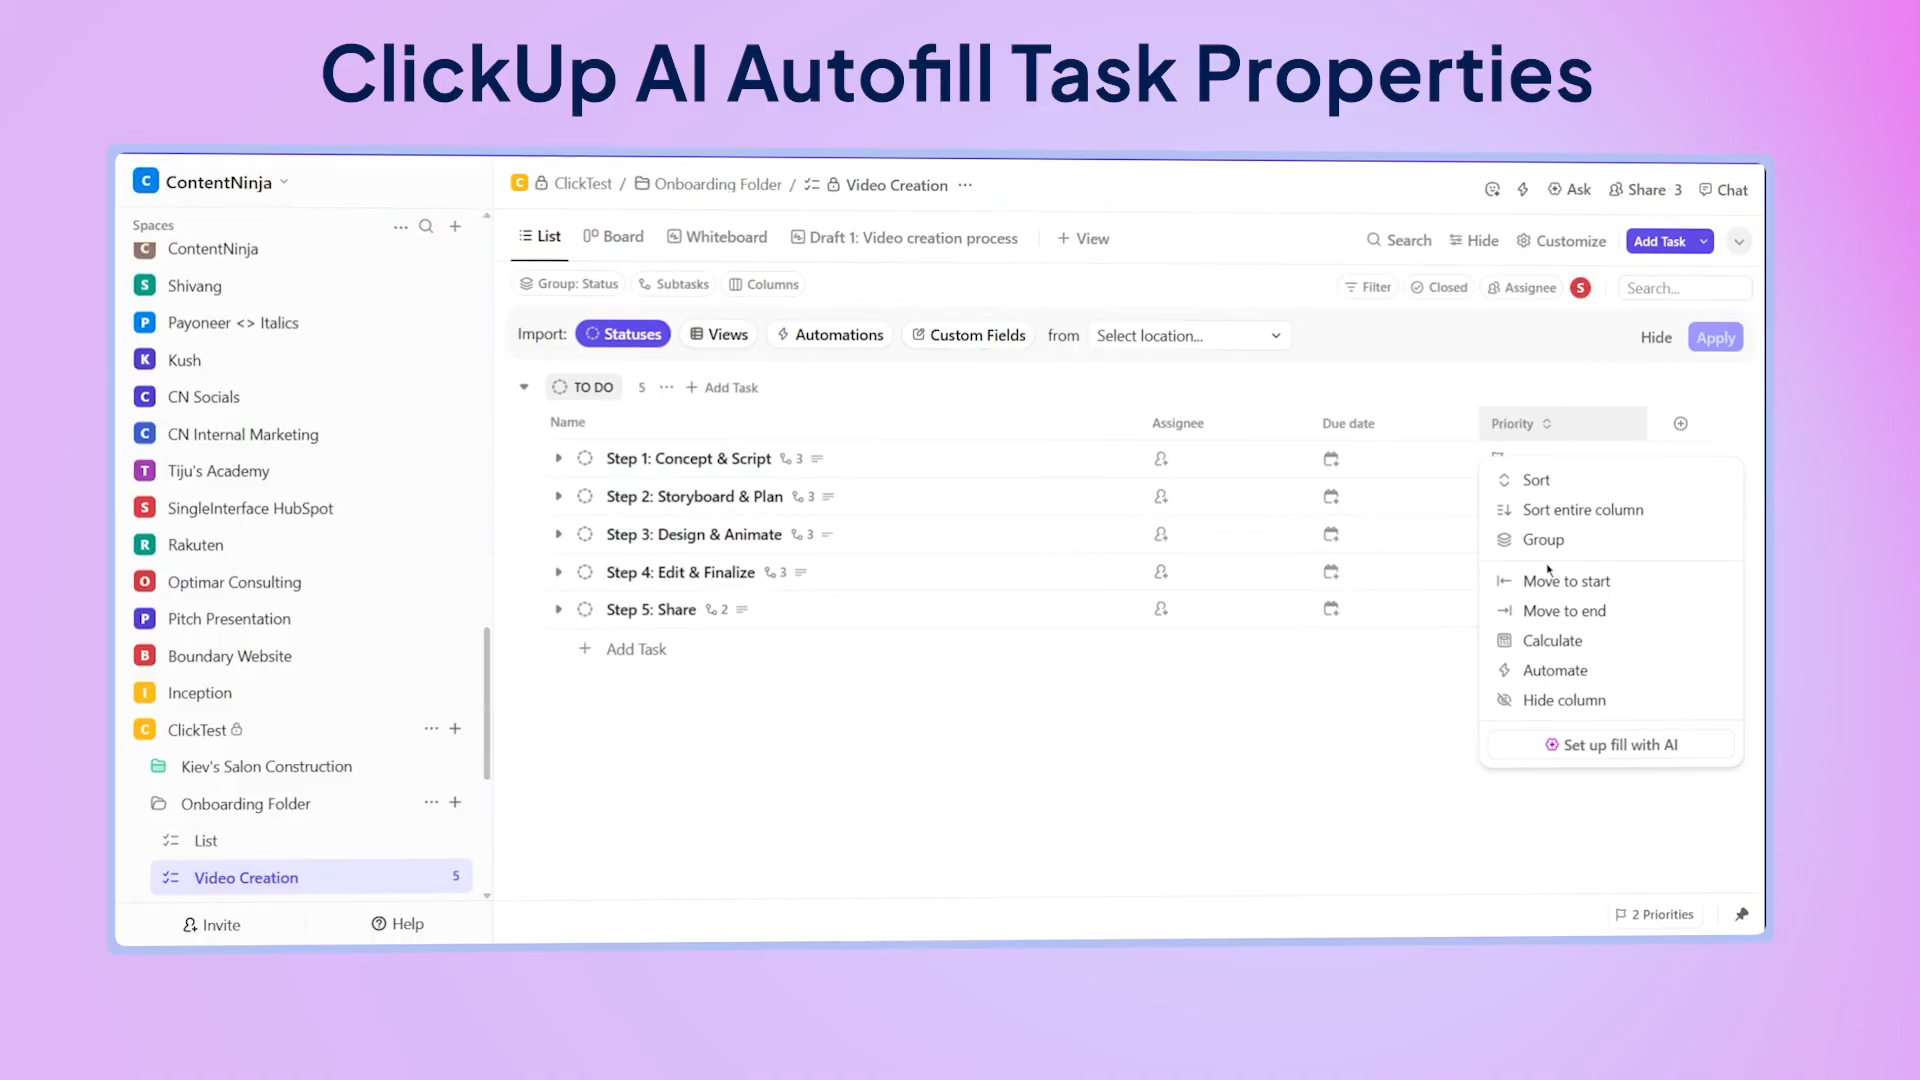 ClickUp AI Autofill Task Properties
C ContentNinja
Spaces
C ContentNinja
S Shivang
P Payoneer <> Italics
K Kush
C CN Socials
C CN Internal Marketing
T Tiju's Academy
S SingleInterface HubSpot
R Rakuten
O Optimar Consulting
P Pitch Presentation
B Boundary Website
I Inception
C ClickTest
Kiev's Salon Construction
Onboarding Folder
List
Video Creation 5
Invite Help
C ClickTest / Onboarding Folder / Video Creation ...
Ask Share 3 Chat
List Board Whiteboard Draft 1: Video creation process + View
Search Hide Customize Add Task
Group: Status Subtasks Columns
Filter Closed Assignee S Search...
Import: Statuses Views Automations Custom Fields from Select location...
Hide Apply
TO DO 5 ... + Add Task
Name Assignee Due date Priority
Step 1: Concept & Script 3
Step 2: Storyboard & Plan 3
Step 3: Design & Animate 3
Step 4: Edit & Finalize 3
Step 5: Share 2
+ Add Task
Sort
Sort entire column
Group
Move to start
Move to end
Calculate
Automate
Hide column
Set up fill with AI
2 Priorities